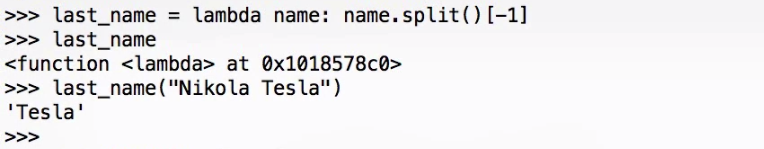 >>> last_name = lambda name: name.split()[-1]
>>> last_name
<function <lambda> at 0x1018578c0>
>>> last_name("Nikola Tesla")
'Tesla'
>>>